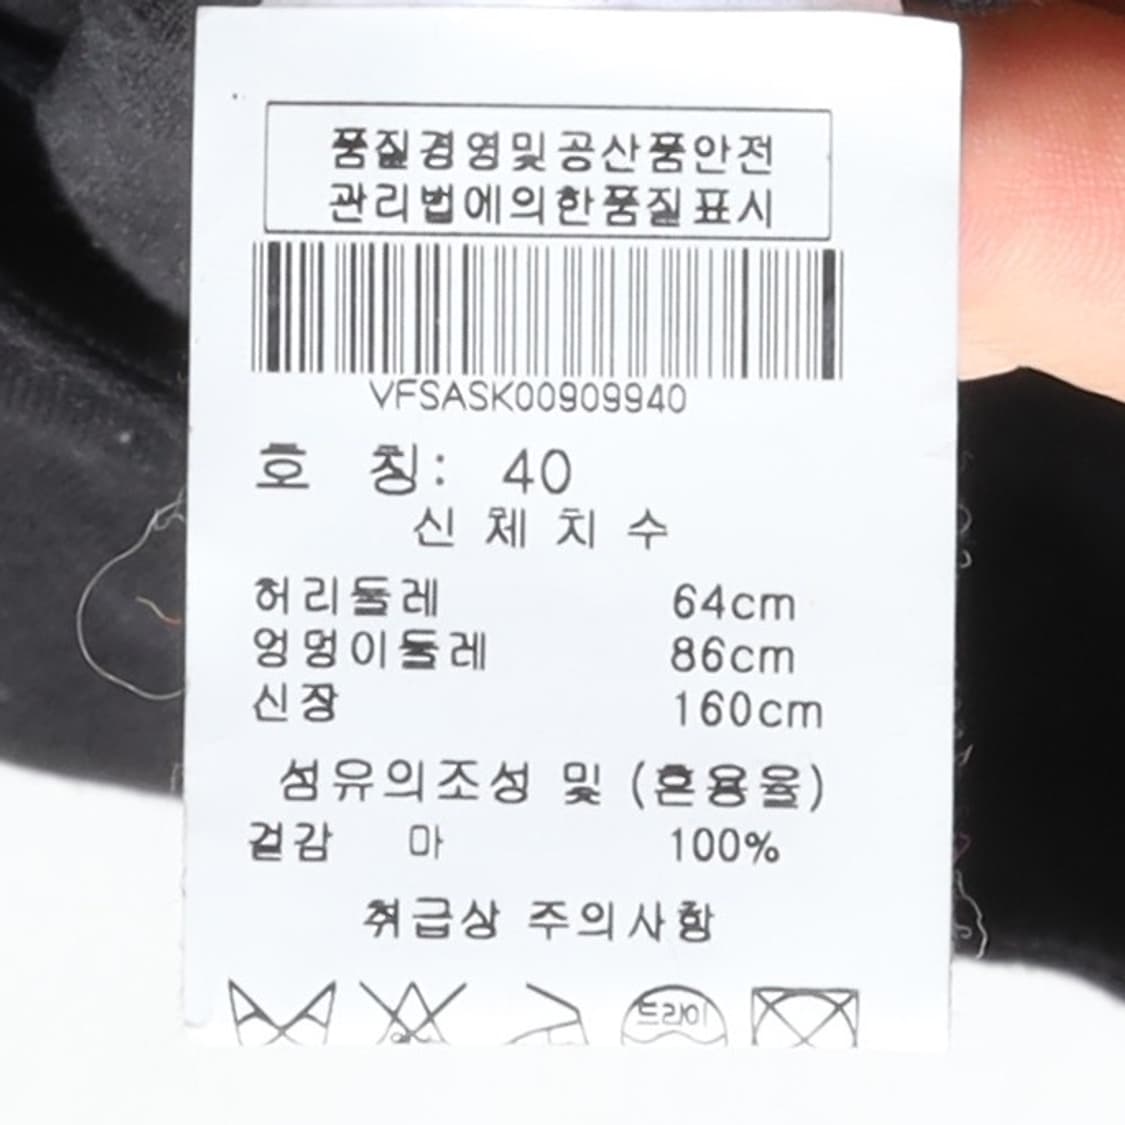 품질경영및공산품안전
관리법에의한품질표시
VFSASK00909940
호 칭: 40
신 체 치 수
허리둘레 64cm
엉덩이둘레 86cm
신장 160cm
섬유의조성 및 (혼용율)
겉감 마 100%
취급상 주의사항
드라이